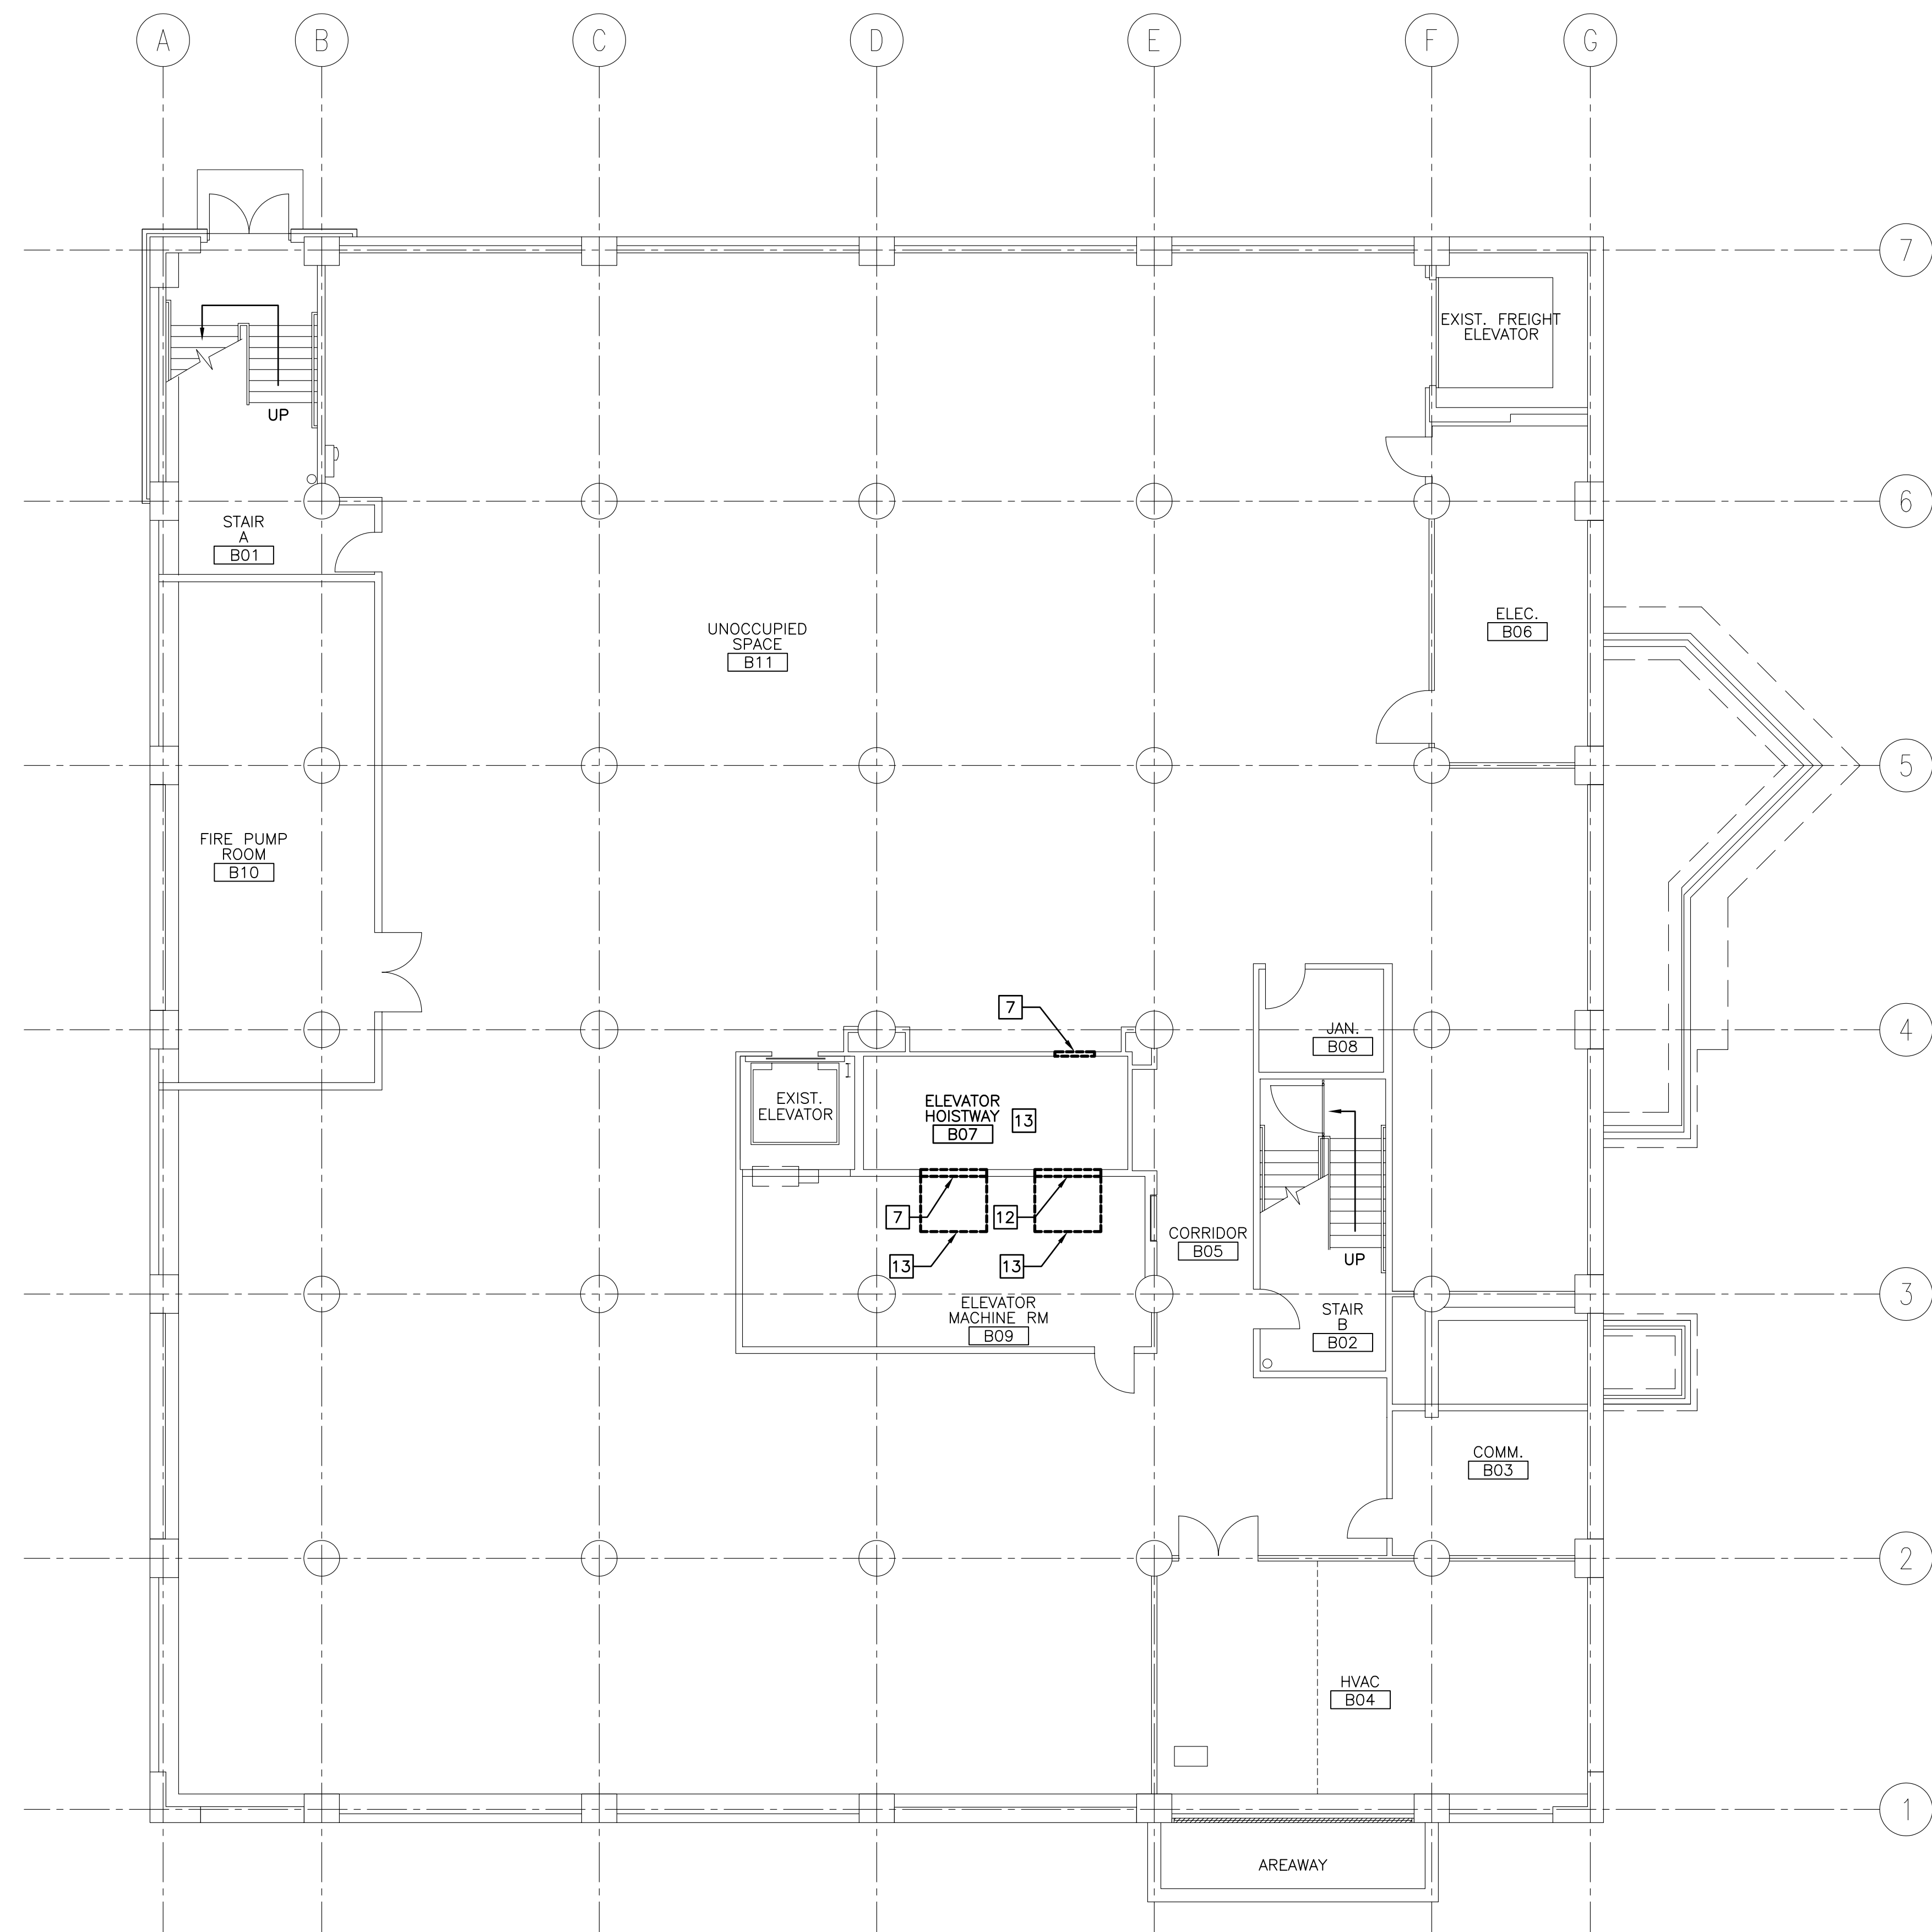 A
B
C
D
E
F
G
7
EXIST. FREIGHT
ELEVATOR
UP
6
STAIR
A
B01
ELEC.
B06
UNOCCUPIED
SPACE
B11
5
FIRE PUMP
ROOM
B10
7
4
JAN.
B08
EXIST.
ELEVATOR
ELEVATOR
HOISTWAY
B07
13
7
12
13
13
CORRIDOR
B05
UP
3
ELEVATOR
MACHINE RM
B09
STAIR
B
B02
COMM.
B03
2
HVAC
B04
1
AREAWAY